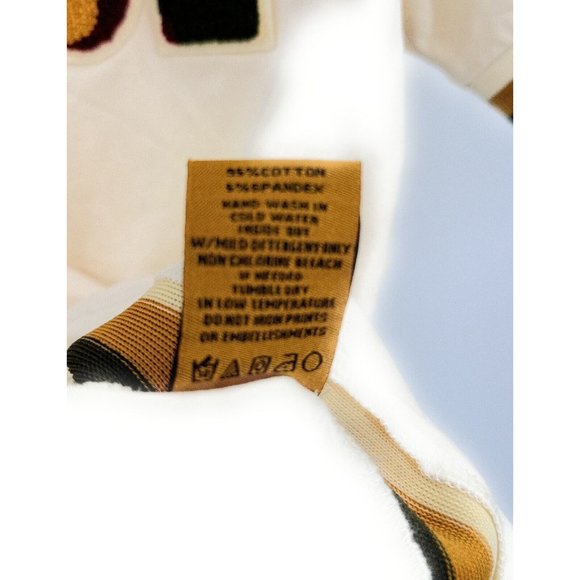 95% COTTON
5% SPANDEX
HAND WASH IN
COLD WATER
INSIDE OUT
W/MILD DETERGENT ONLY
NON CHLORINE BLEACH
IF NEEDED
TUMBLE DRY
IN LOW TEMPERATURE
DO NOT IRON PRINTS
OR EMBELLISHMENTS